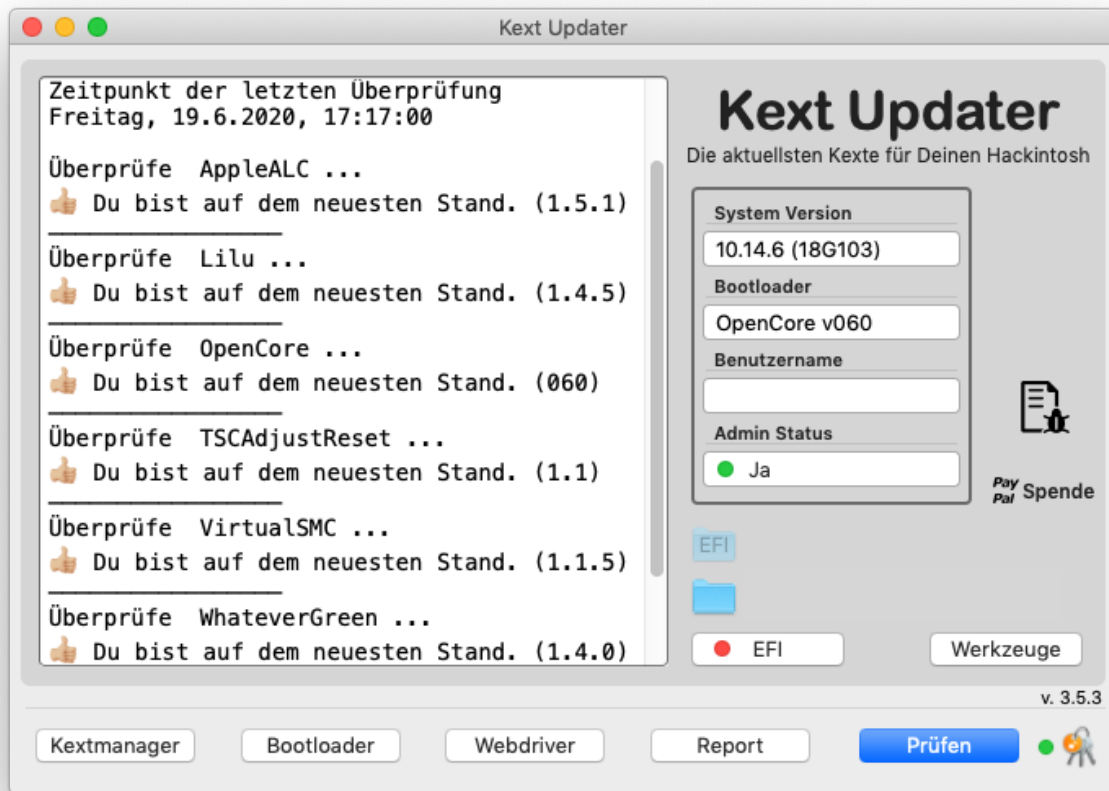 Kext Updater
Zeitpunkt der letzten Überprüfung
Freitag, 19.6.2020, 17:17:00
Überprüfe  AppleALC ...
👍🏼 Du bist auf dem neuesten Stand. (1.5.1)
Überprüfe  Lilu ...
👍🏼 Du bist auf dem neuesten Stand. (1.4.5)
Überprüfe  OpenCore ...
👍🏼 Du bist auf dem neuesten Stand. (060)
Überprüfe  TSCAdjustReset ...
👍🏼 Du bist auf dem neuesten Stand. (1.1)
Überprüfe  VirtualSMC ...
👍🏼 Du bist auf dem neuesten Stand. (1.1.5)
Überprüfe  WhateverGreen ...
👍🏼 Du bist auf dem neuesten Stand. (1.4.0)
Kext Updater
Die aktuellsten Kexte für Deinen Hackintosh
System Version
10.14.6 (18G103)
Bootloader
OpenCore v060
Benutzername
Admin Status
Ja
PayPal Spende
EFI
EFI
Werkzeuge
v. 3.5.3
Kextmanager
Bootloader
Webdriver
Report
Prüfen